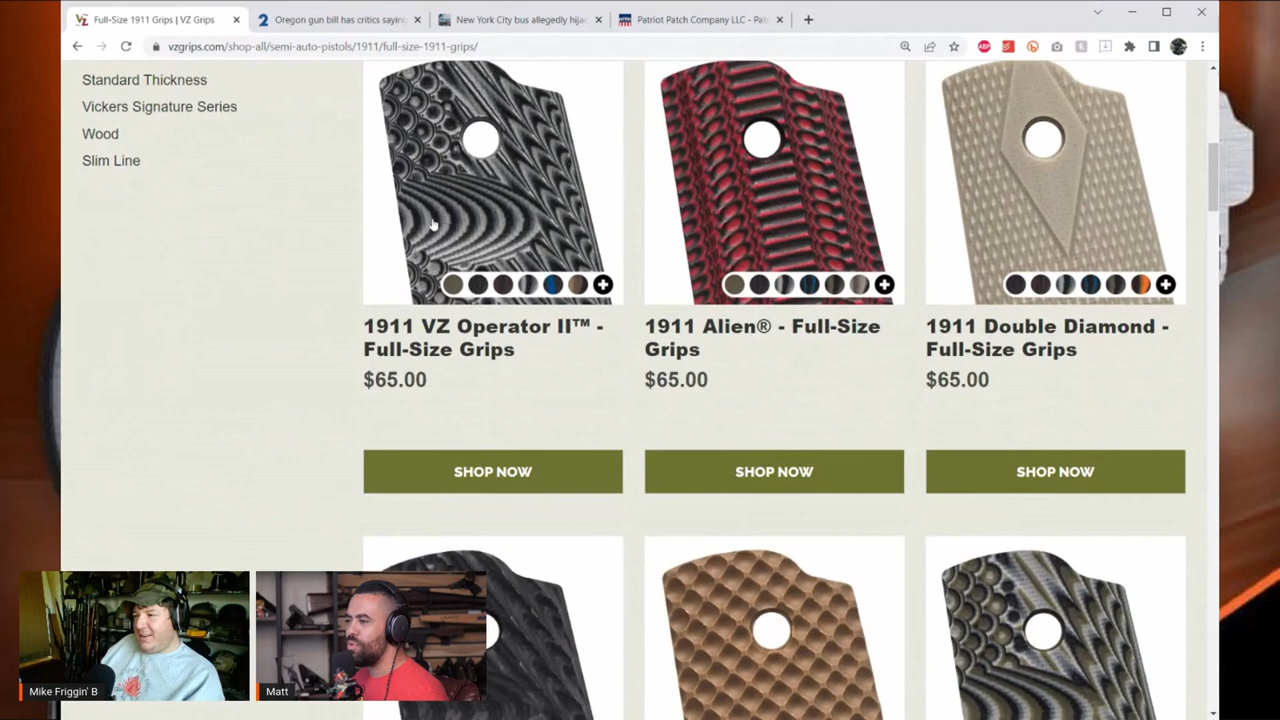 Full-Size 1911 Grips | VZ Grips
Oregon gun bill has critics saying
New York City bus allegedly hijac
Patriot Patch Company LLC - Pat
vzgrips.com/shop-all/semi-auto-pistols/1911/full-size-1911-grips/
ABP
Standard Thickness
Vickers Signature Series
Wood
Slim Line
1911 VZ Operator II™ -
Full-Size Grips
$65.00
SHOP NOW
1911 Alien® - Full-Size
Grips
$65.00
SHOP NOW
1911 Double Diamond -
Full-Size Grips
$65.00
SHOP NOW
Mike Friggin' B
Matt